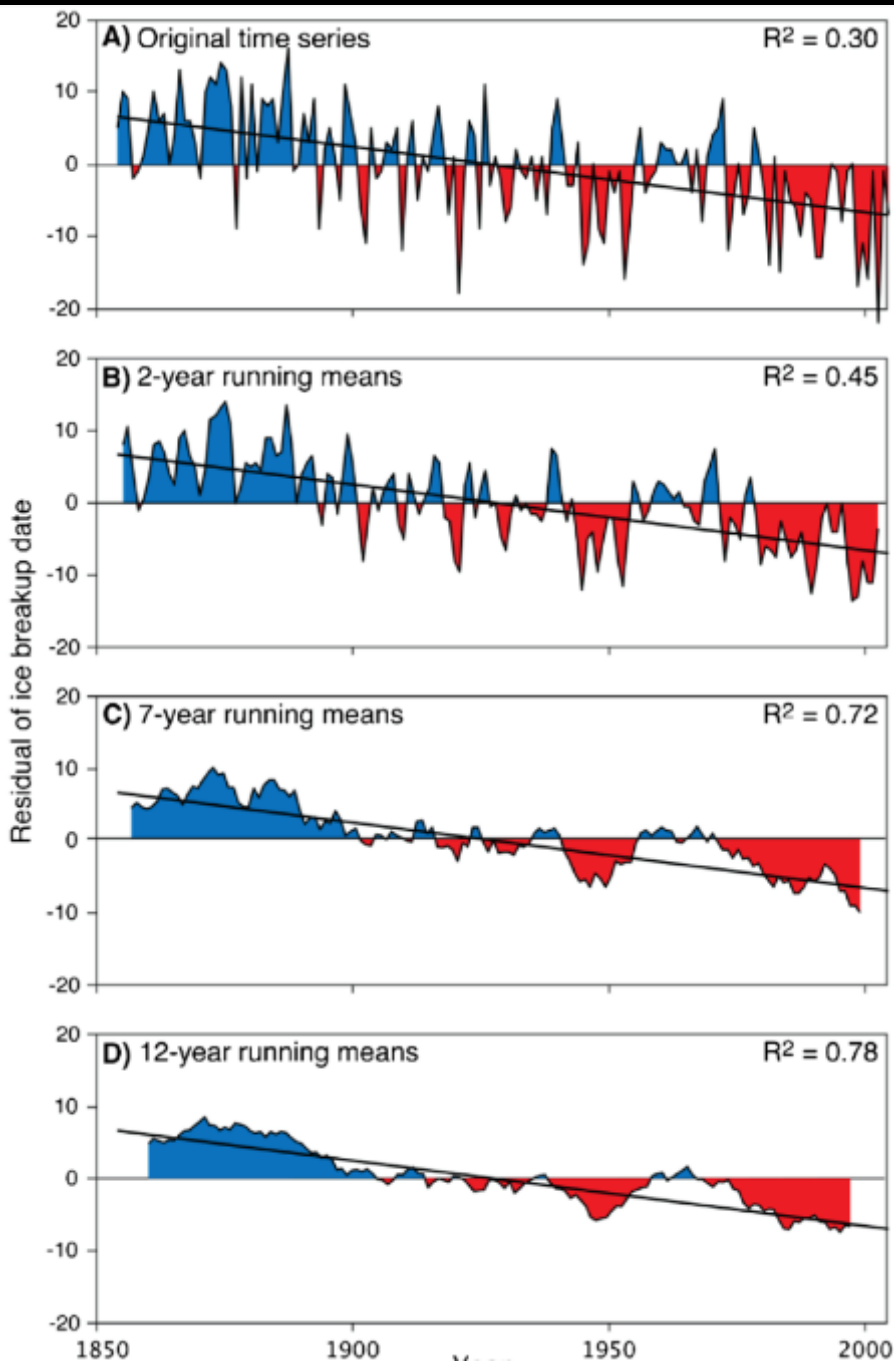 A) Original time series
R² = 0.30
20
10
0
-10
-20
B) 2-year running means
R² = 0.45
20
10
0
-10
-20
Residual of ice breakup date
C) 7-year running means
R² = 0.72
20
10
0
-10
-20
D) 12-year running means
R² = 0.78
20
10
0
-10
-20
1850
1900
1950
2000